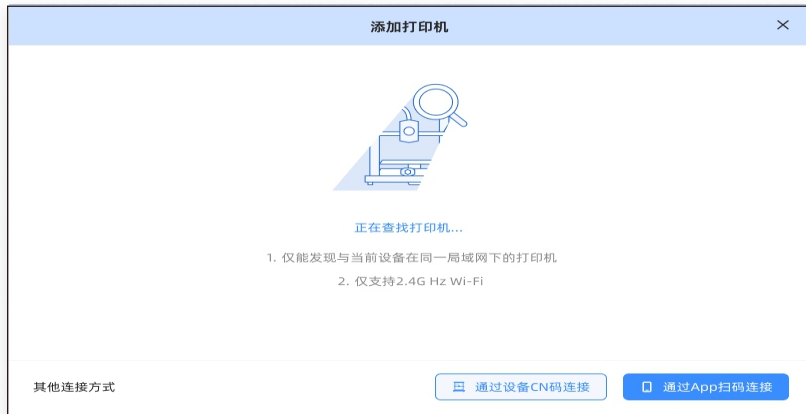 添加打印机
正在查找打印机...
1. 仅能发现与当前设备在同一局域网下的打印机
2. 仅支持2.4G Hz Wi-Fi
其他连接方式
通过设备CN码连接
通过App扫码连接